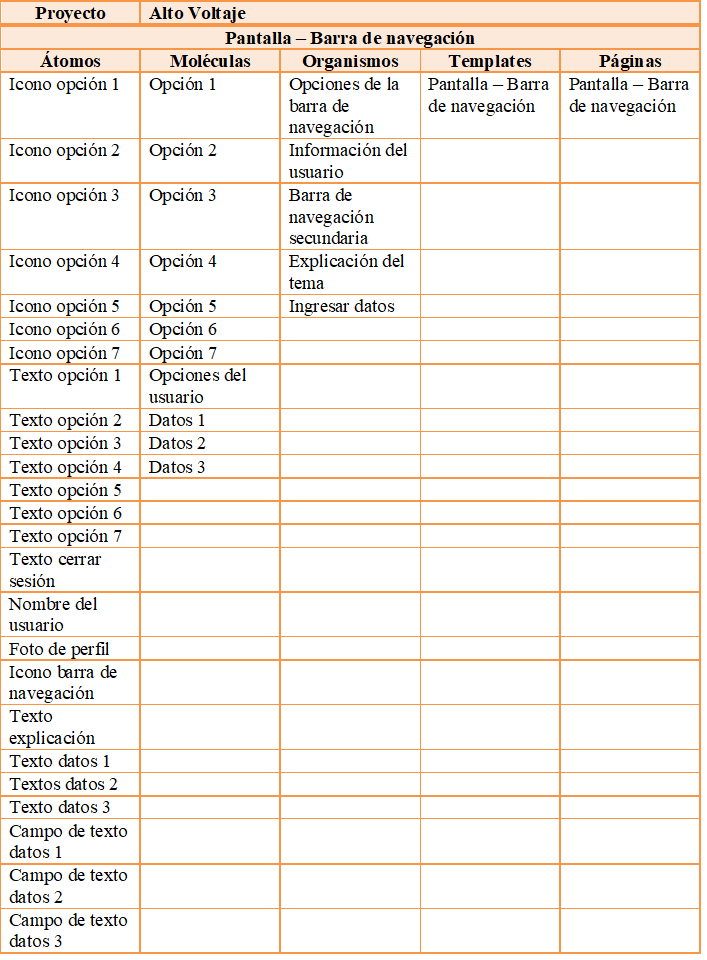 Proyecto Alto Voltaje
Pantalla – Barra de navegación
Átomos Moléculas Organismos Templates Páginas
Icono opción 1 Opción 1 Opciones de la Pantalla – Barra Pantalla – Barra
barra de de navegación de navegación
navegación
Icono opción 2 Opción 2 Información del
usuario
Icono opción 3 Opción 3 Barra de
navegación
secundaria
Icono opción 4 Opción 4 Explicación del
tema
Icono opción 5 Opción 5 Ingresar datos
Icono opción 6 Opción 6
Icono opción 7 Opción 7
Texto opción 1 Opciones del
usuario
Texto opción 2 Datos 1
Texto opción 3 Datos 2
Texto opción 4 Datos 3
Texto opción 5
Texto opción 6
Texto opción 7
Texto cerrar
sesión
Nombre del
usuario
Foto de perfil
Icono barra de
navegación
Texto
explicación
Texto datos 1
Textos datos 2
Texto datos 3
Campo de texto
datos 1
Campo de texto
datos 2
Campo de texto
datos 3